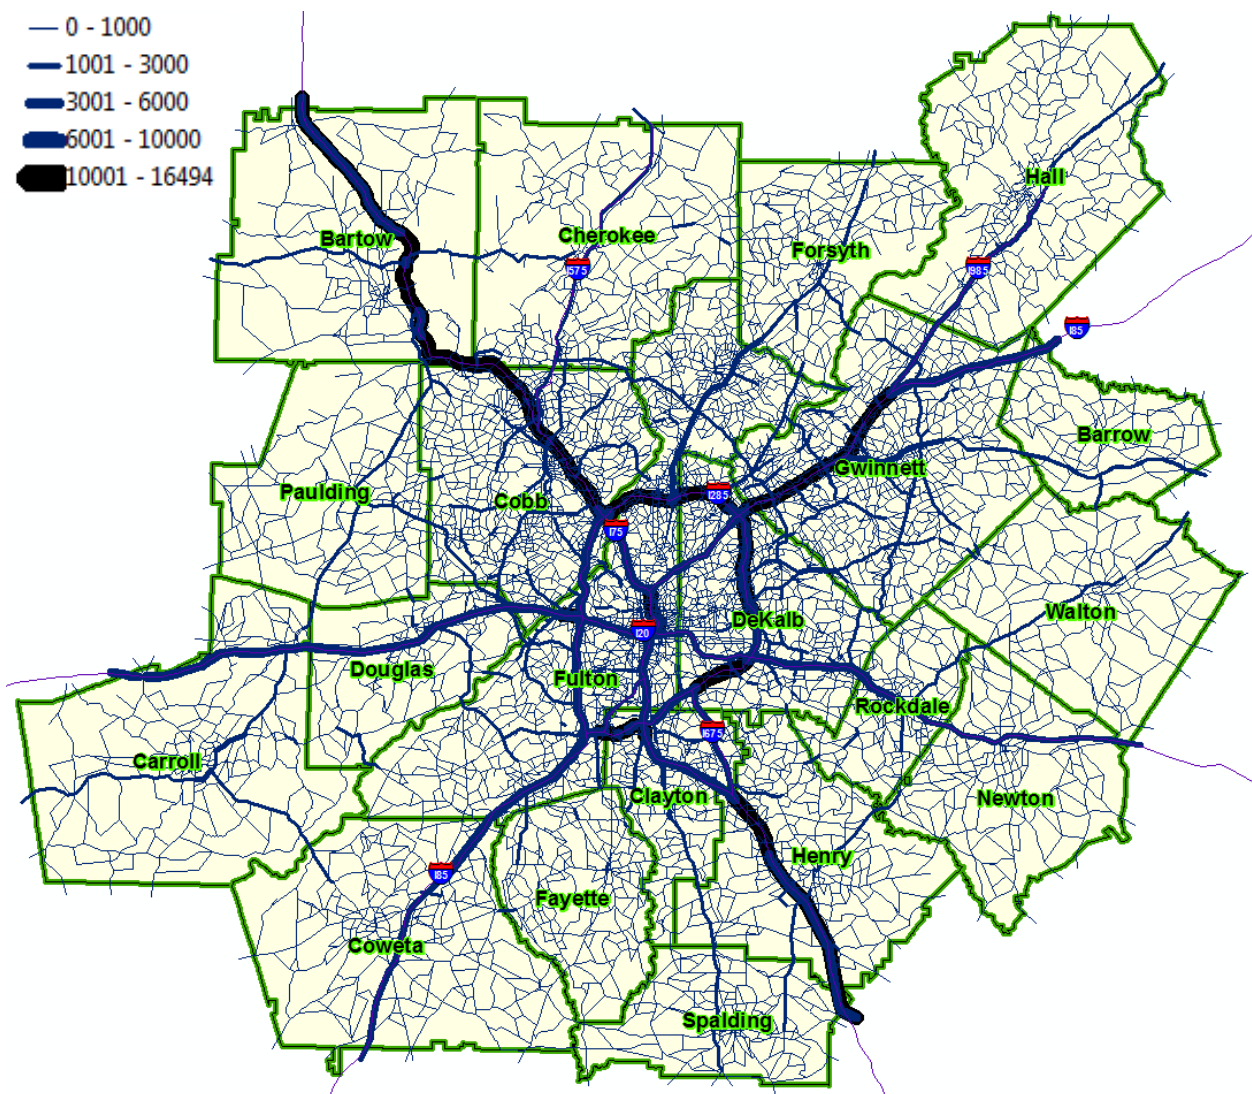 0 - 1000
1001 - 3000
3001 - 6000
6001 - 10000
10001 - 16494
Hall
Bartow
Cherokee
Forsyth
I575
I985
I85
Barrow
Gwinnett
Paulding
Cobb
I285
I75
Walton
DeKalb
I20
Douglas
Fulton
Rockdale
I675
Carroll
Clayton
Newton
Henry
I85
Fayette
Coweta
Spalding